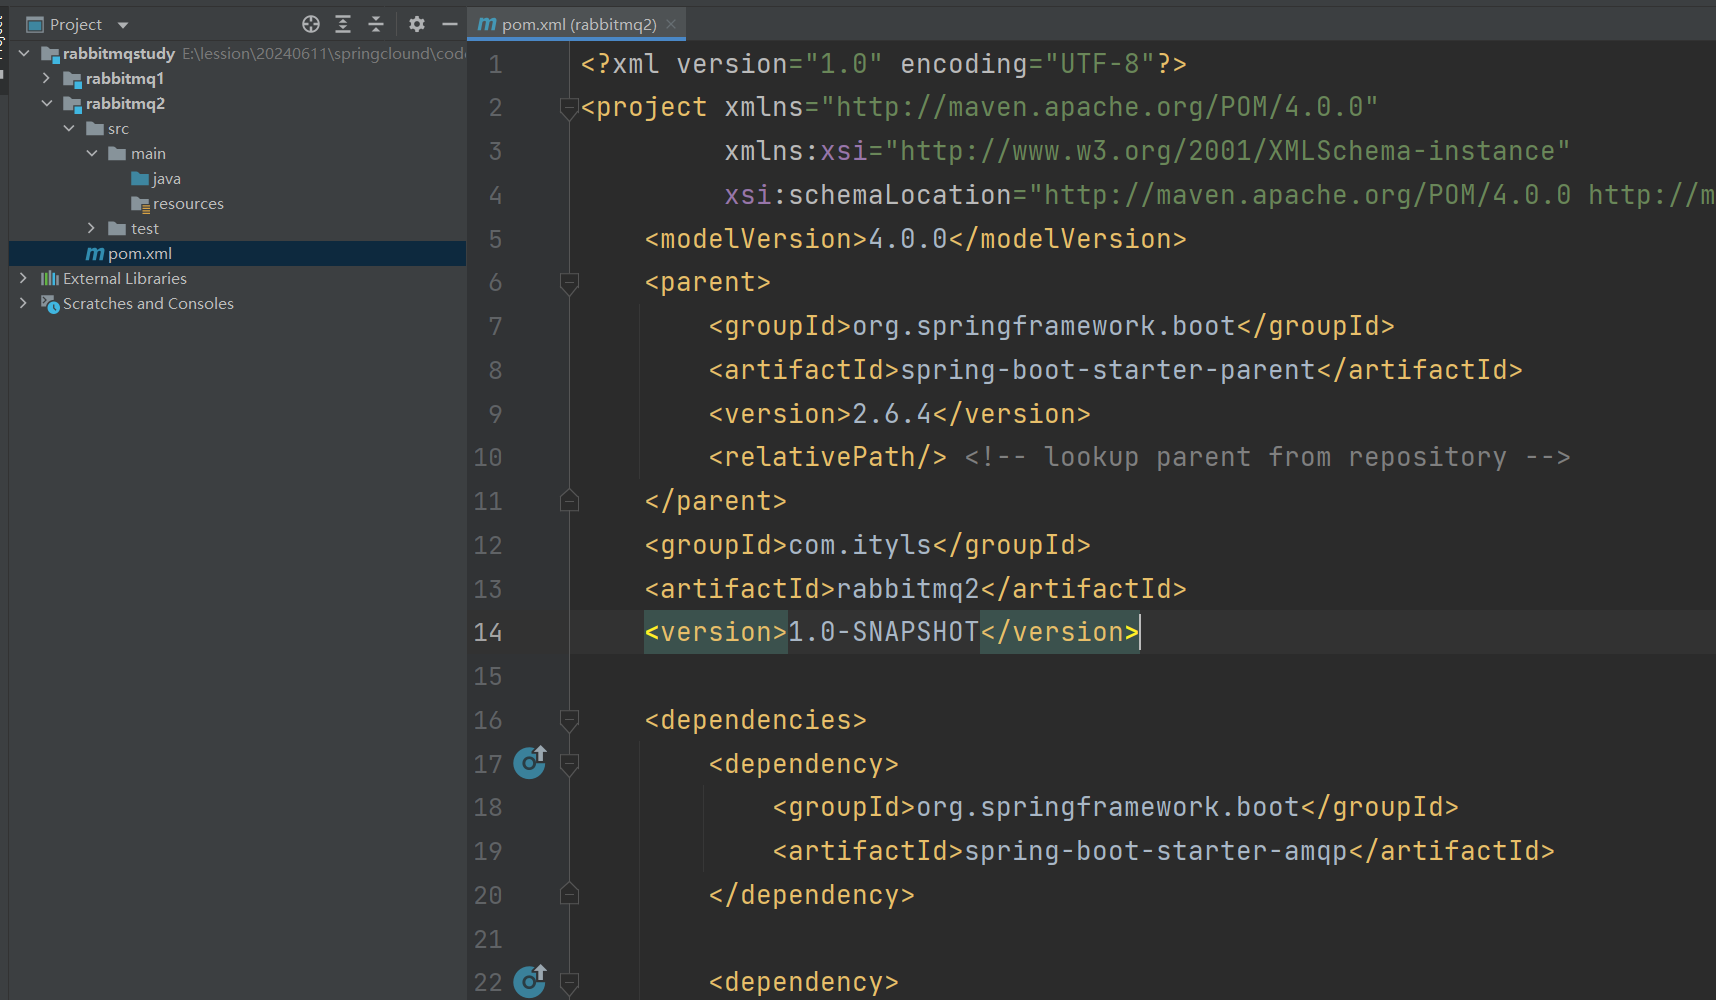 Project
pom.xml (rabbitmq2)
rabbitmqstudy E:\lession\20240611\springclound\code
rabbitmq1
rabbitmq2
src
main
java
resources
test
pom.xml
External Libraries
Scratches and Consoles
1 <?xml version="1.0" encoding="UTF-8"?>
2 <project xmlns="http://maven.apache.org/POM/4.0.0"
3 xmlns:xsi="http://www.w3.org/2001/XMLSchema-instance"
4 xsi:schemaLocation="http://maven.apache.org/POM/4.0.0 http://m
5 <modelVersion>4.0.0</modelVersion>
6 <parent>
7 <groupId>org.springframework.boot</groupId>
8 <artifactId>spring-boot-starter-parent</artifactId>
9 <version>2.6.4</version>
10 <relativePath/> <!-- lookup parent from repository -->
11 </parent>
12 <groupId>com.ityls</groupId>
13 <artifactId>rabbitmq2</artifactId>
14 <version>1.0-SNAPSHOT</version>
15
16 <dependencies>
17 <dependency>
18 <groupId>org.springframework.boot</groupId>
19 <artifactId>spring-boot-starter-amqp</artifactId>
20 </dependency>
21
22 <dependency>